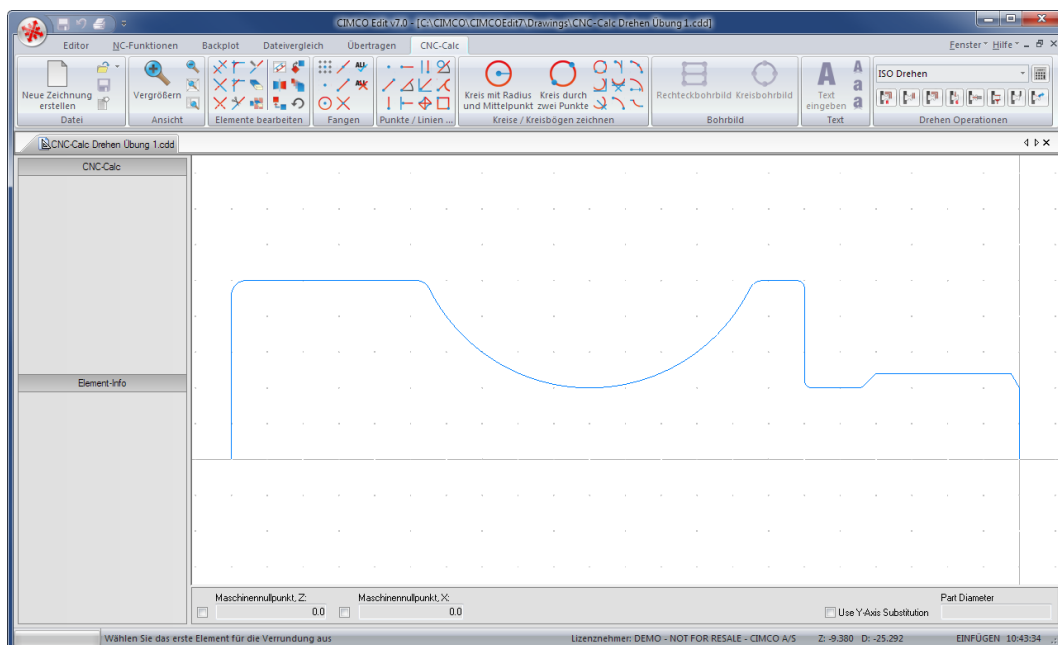 CIMCO Edit v7.0 - [C:\CIMCO\CIMCOEdit7\Drawings\CNC-Calc Drehen Übung 1.cdd]
Editor NC-Funktionen Backplot Dateivergleich Übertragen CNC-Calc Fenster Hilfe
Neue Zeichnung erstellen
Vergrößern
Kreis mit Radius und Mittelpunkt
Kreis durch zwei Punkte
Rechteckbohrbild Kreisbohrbild
Text eingeben
A
A
a
a
ISO Drehen
Datei Ansicht Elemente bearbeiten Fangen Punkte / Linien ... Kreise / Kreisbögen zeichnen Bohrbild Text Drehen Operationen
CNC-Calc Drehen Übung 1.cdd
CNC-Calc
Element-Info
Maschinennullpunkt, Z: Maschinennullpunkt, X: Part Diameter
0.0 0.0 Use Y-Axis Substitution
Wählen Sie das erste Element für die Verrundung aus Lizenznehmer: DEMO - NOT FOR RESALE - CIMCO A/S Z: -9.380 D: -25.292 EINFÜGEN 10:43:34